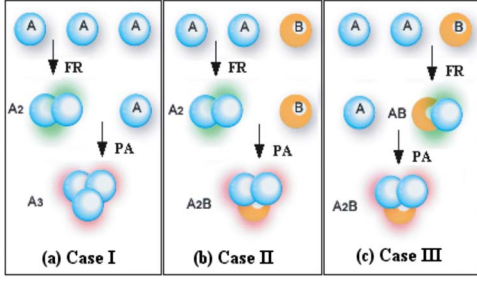 A A A
FR
A2 A
PA
A3
(a) Case I
A A B
FR
A2 B
PA
A2B
(b) Case II
A A B
FR
A AB
PA
A2B
(c) Case III